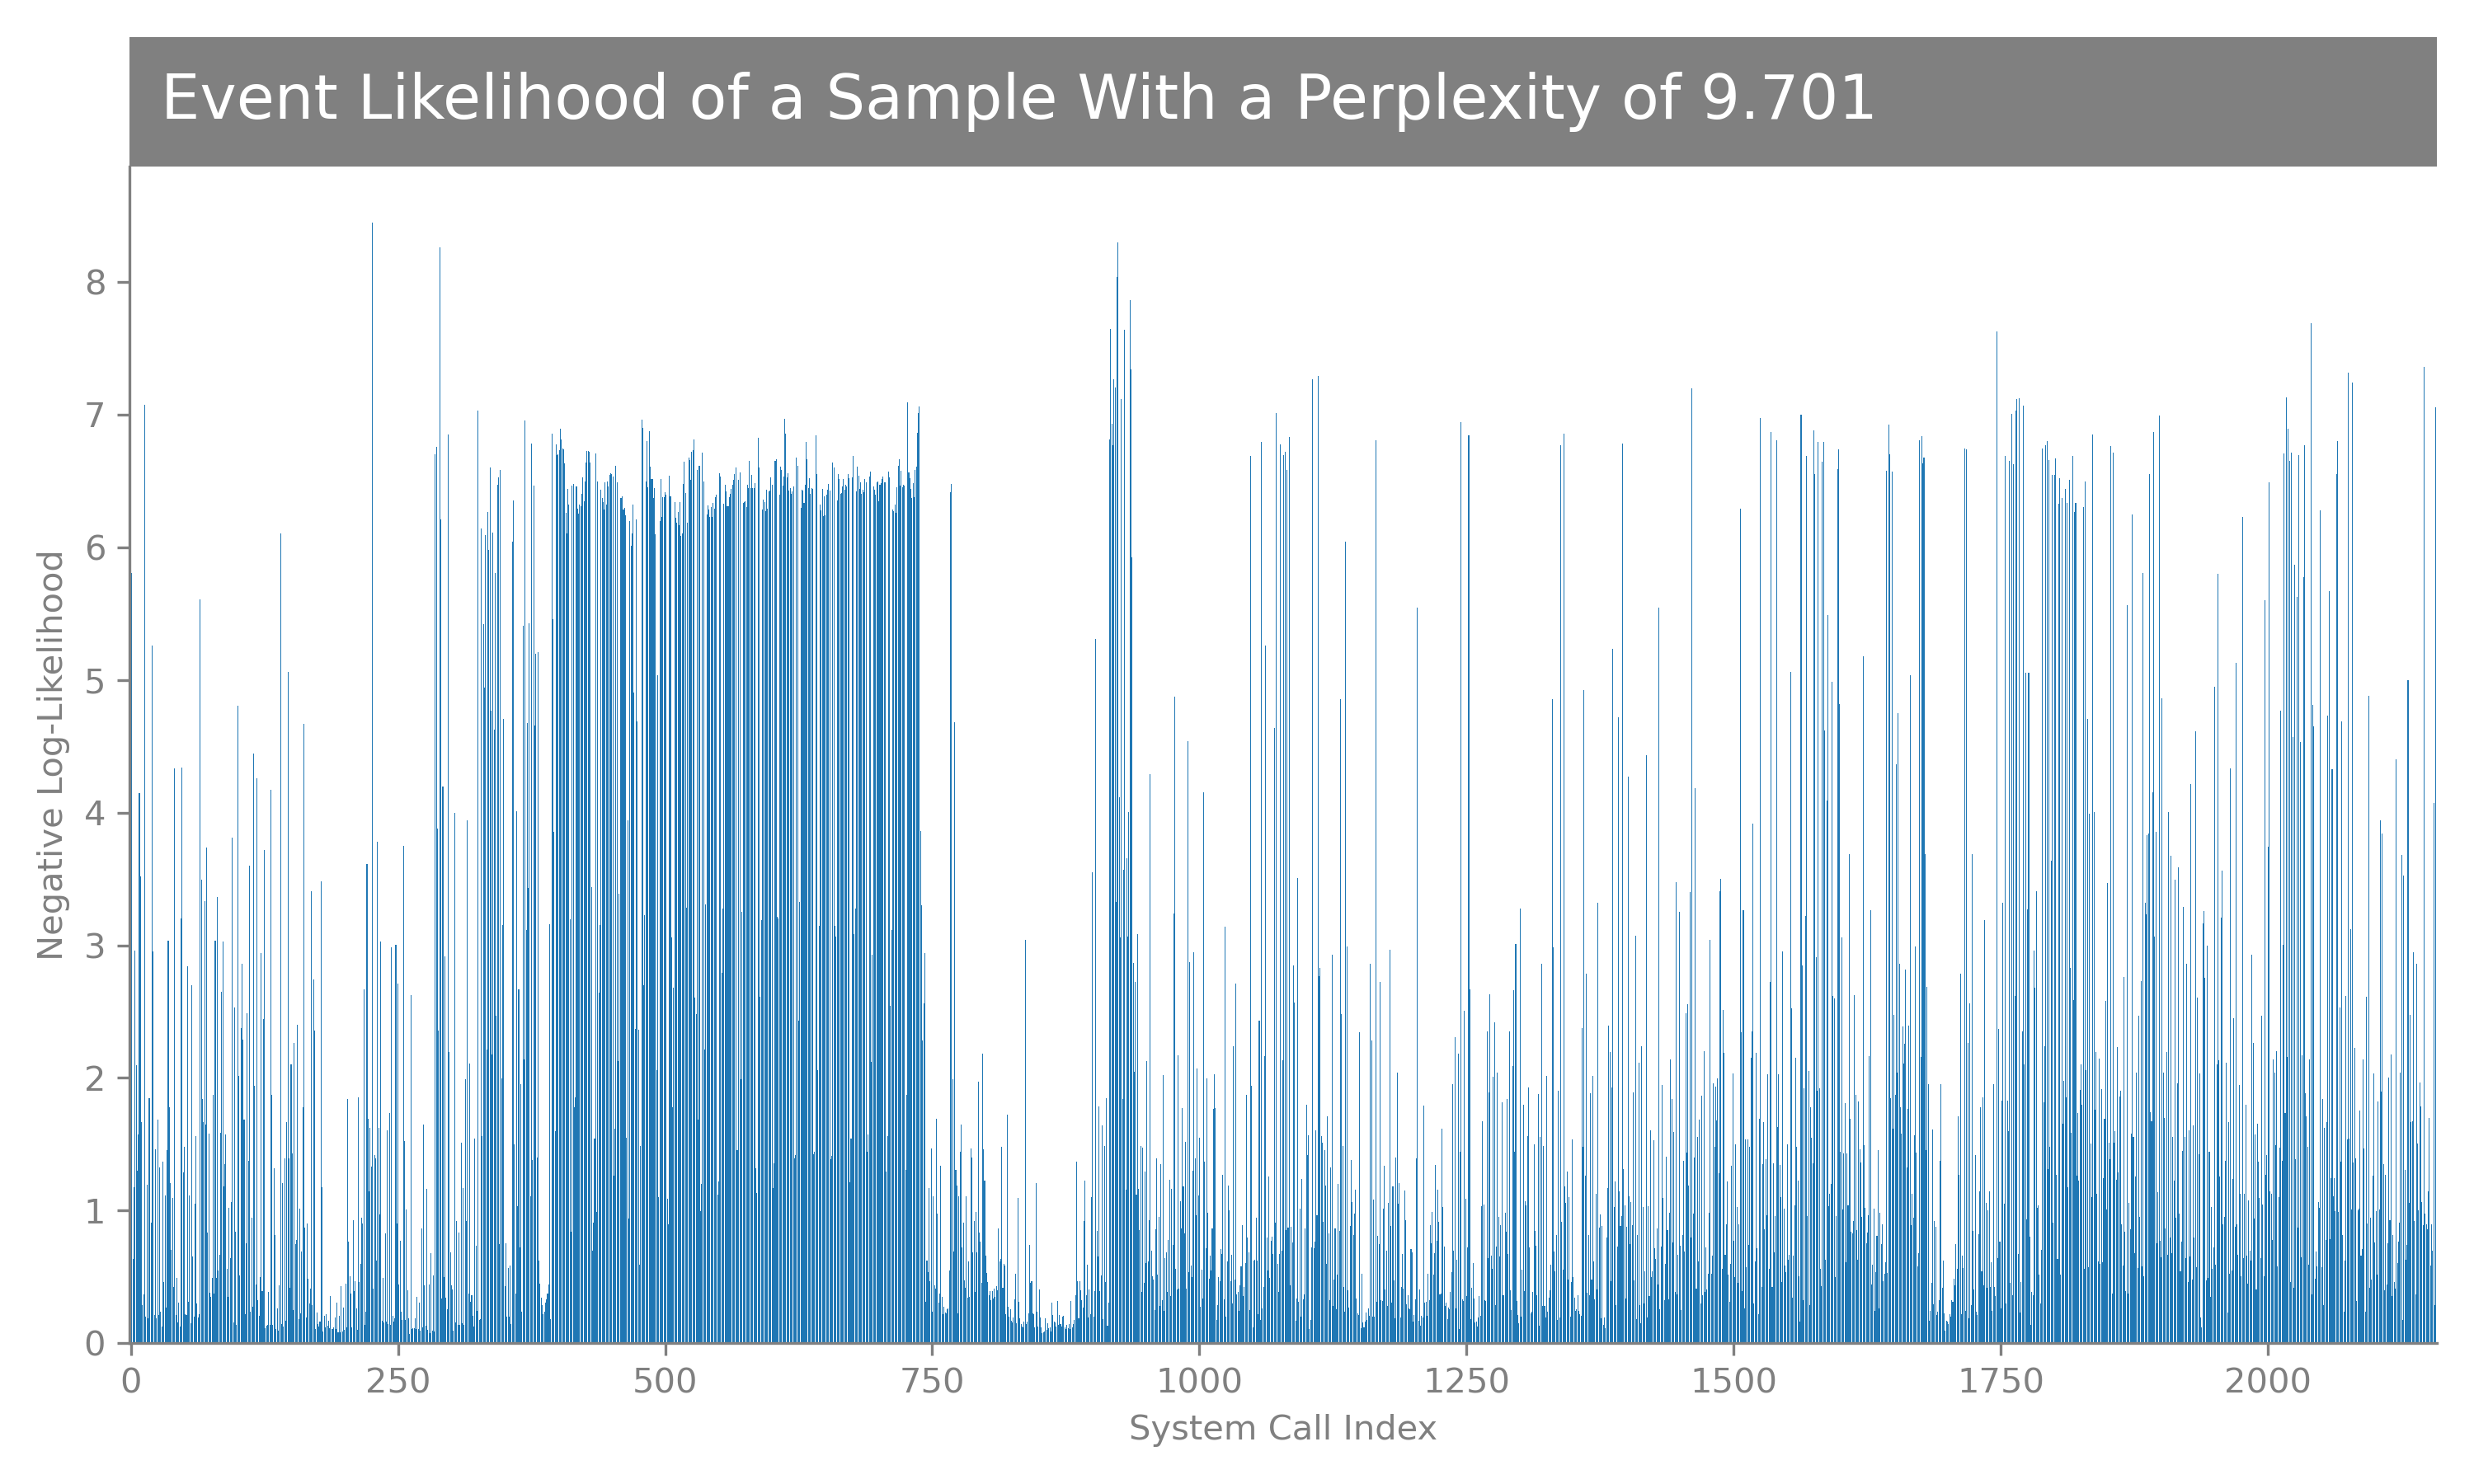 Event Likelihood of a Sample With a Perplexity of 9.701
8
7
6
5
4
3
2
1
0
Negative Log-Likelihood
0 250 500 750 1000 1250 1500 1750 2000
System Call Index